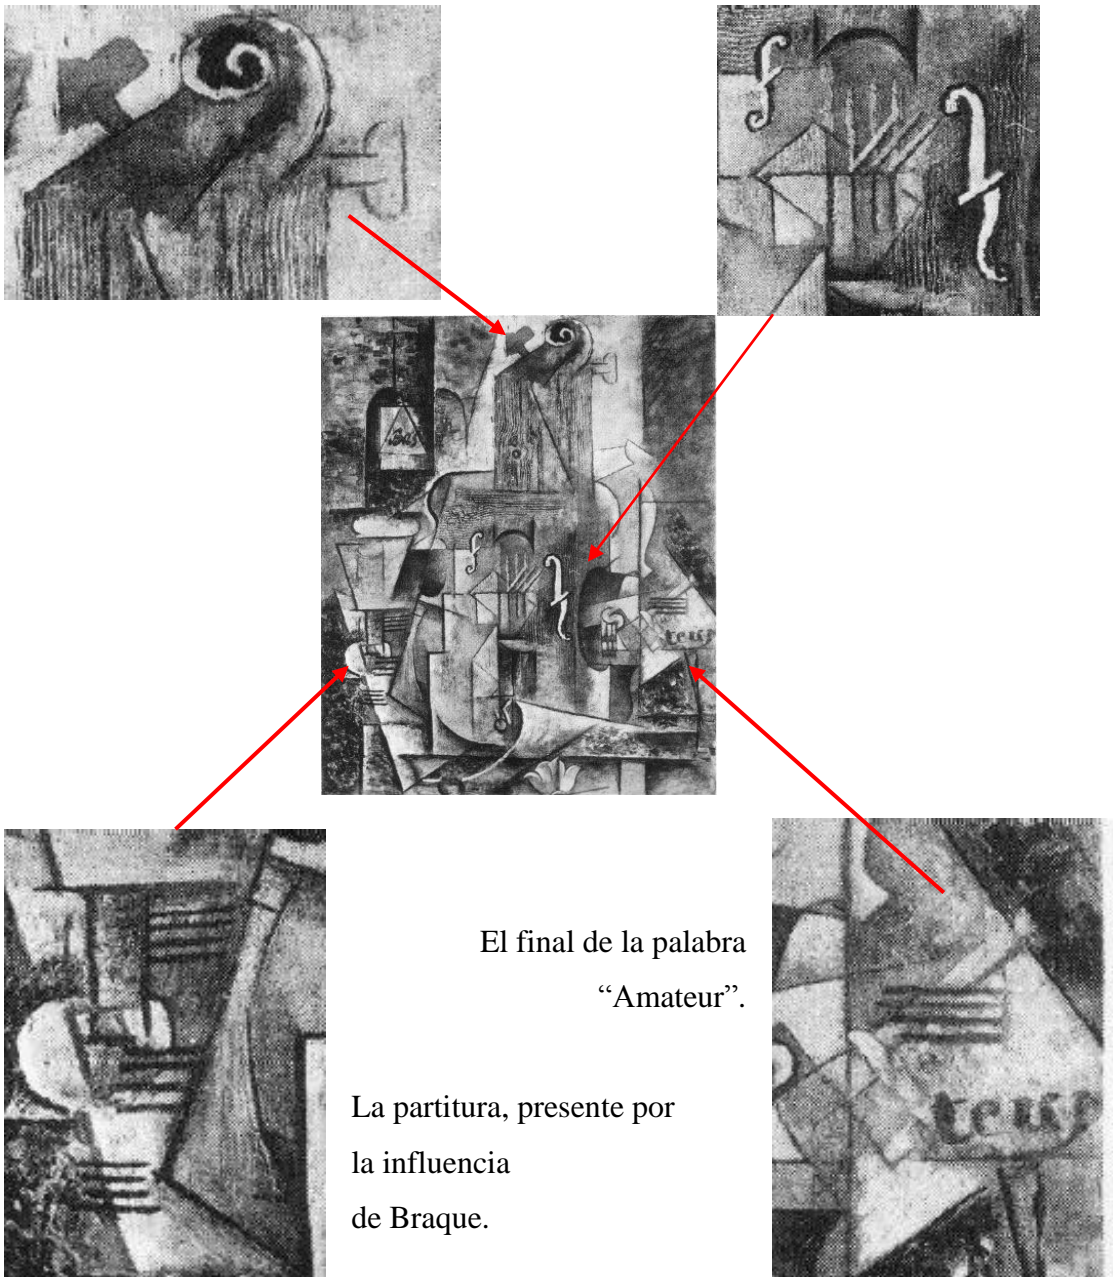 El final de la palabra
“Amateur”.
La partitura, presente por
la influencia
de Braque.
teur